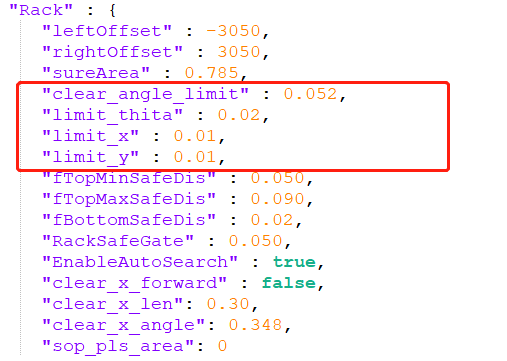 "Rack" : {
"leftOffset" : -3050,
"rightOffset" : 3050,
"sureArea" : 0.785,
"clear_angle_limit" : 0.052,
"limit_thita" : 0.02,
"limit_x" : 0.01,
"limit_y" : 0.01,
"fTopMinSafeDis" : 0.050,
"fTopMaxSafeDis" : 0.090,
"fBottomSafeDis" : 0.02,
"RackSafeGate" : 0.050,
"EnableAutoSearch" : true,
"clear_x_forward" : false,
"clear_x_len": 0.30,
"clear_x_angle": 0.348,
"sop_pls_area": 0